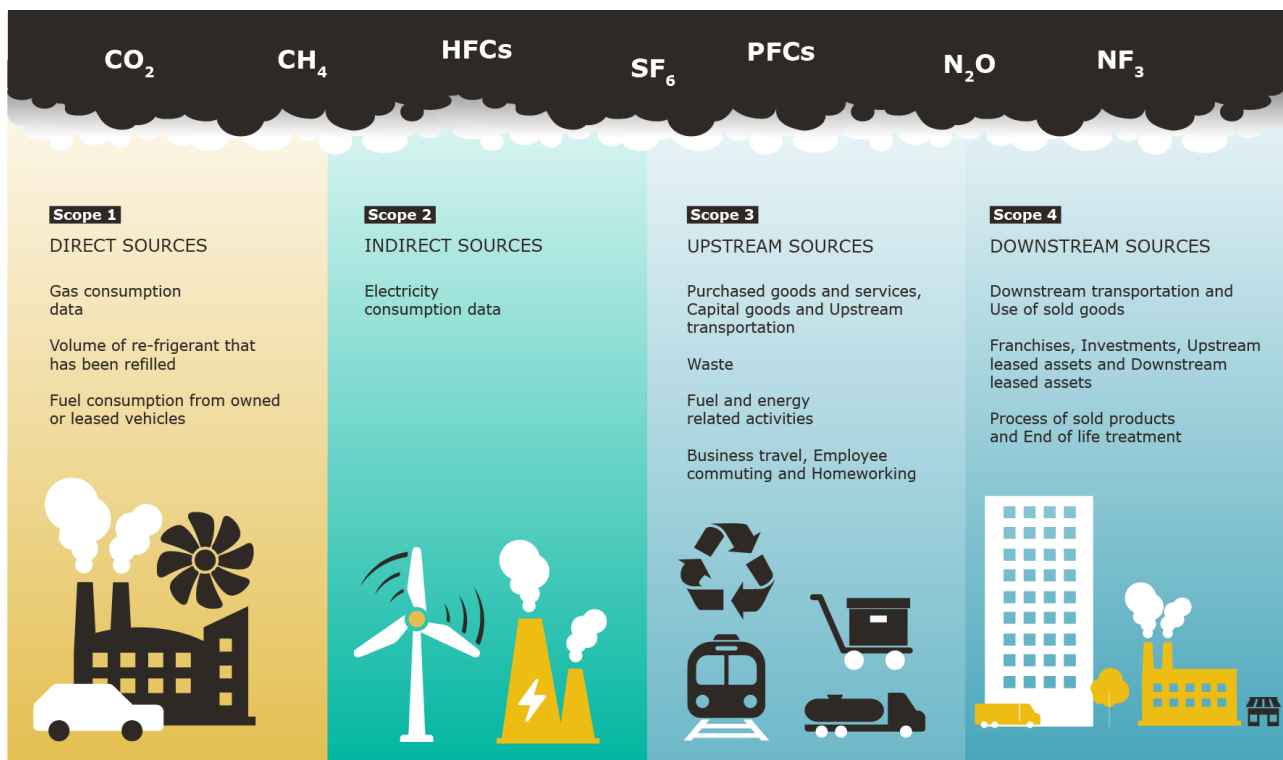 CO2
CH4
HFCs
SF6
PFCs
N2O
NF3
Scope 1
DIRECT SOURCES
Gas consumption
data
Volume of re-frigerant that
has been refilled
Fuel consumption from owned
or leased vehicles
Scope 2
INDIRECT SOURCES
Electricity
consumption data
Scope 3
UPSTREAM SOURCES
Purchased goods and services,
Capital goods and Upstream
transportation
Waste
Fuel and energy
related activities
Business travel, Employee
commuting and Homeworking
Scope 4
DOWNSTREAM SOURCES
Downstream transportation and
Use of sold goods
Franchises, Investments, Upstream
leased assets and Downstream
leased assets
Process of sold products
and End of life treatment